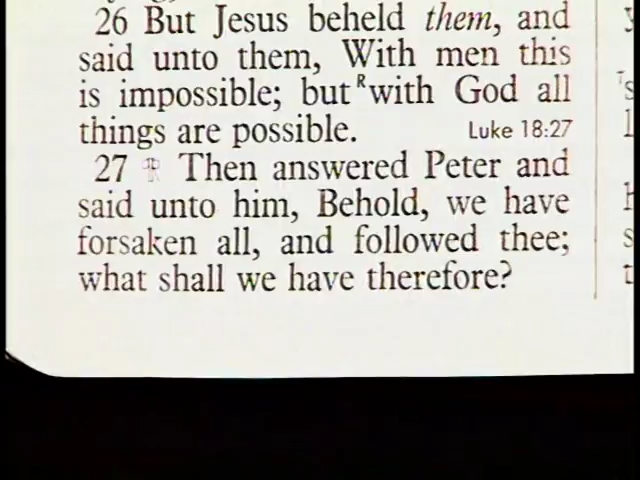 26 But Jesus beheld them, and
said unto them, With men this
is impossible; but R with God all
things are possible. Luke 18:27
27 Then answered Peter and
said unto him, Behold, we have
forsaken all, and followed thee;
what shall we have therefore?